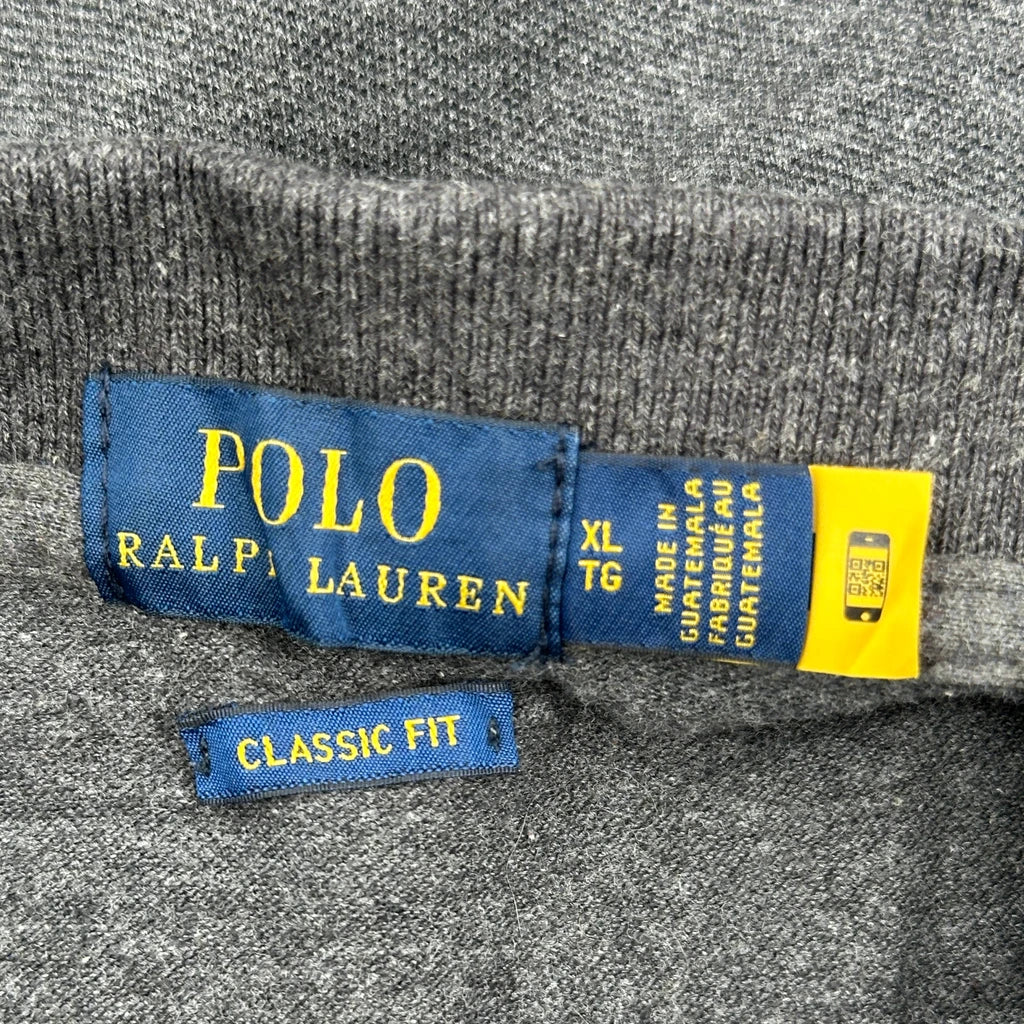 POLO
RALPH LAUREN
XL
TG
MADE IN
GUATEMALA
FABRIQUÉ AU
GUATEMALA
CLASSIC FIT